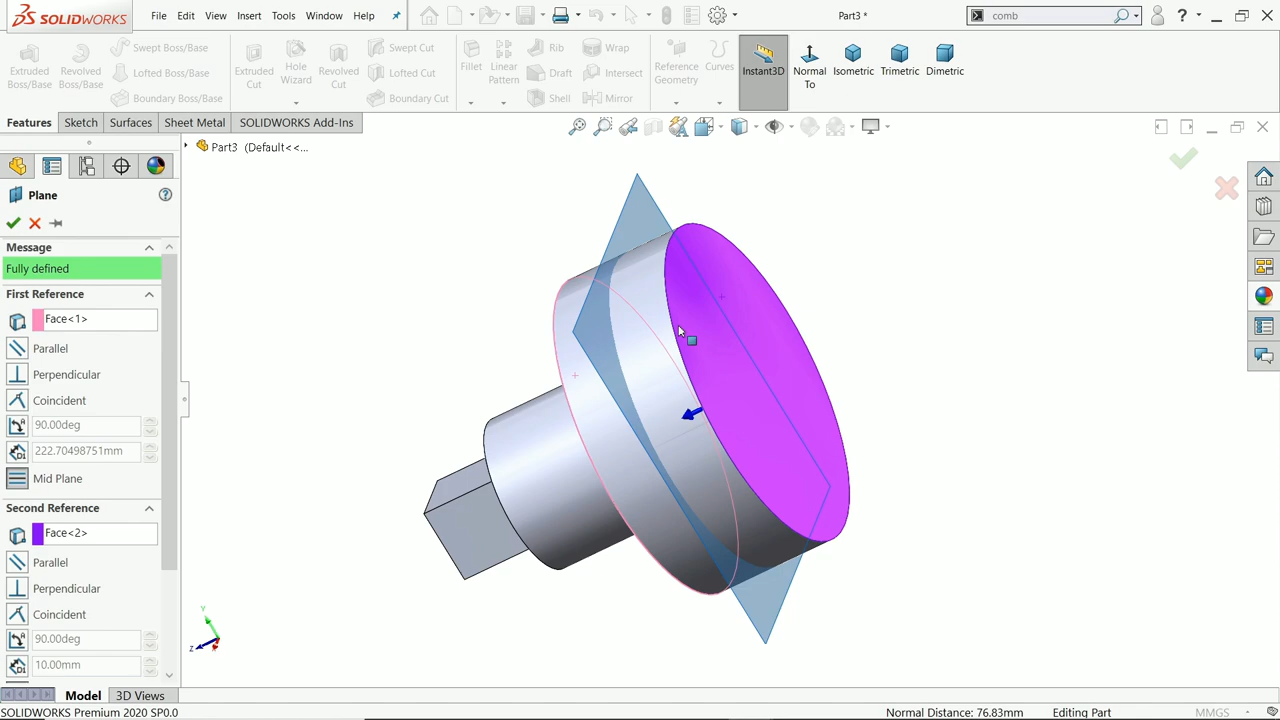 SOLIDWORKS File Edit View Insert Tools Window Help Part3 * comb ?
Extruded Boss/Base
Revolved Boss/Base
Swept Boss/Base
Lofted Boss/Base
Boundary Boss/Base
Extruded Cut
Hole Wizard
Revolved Cut
Swept Cut
Lofted Cut
Boundary Cut
Fillet
Linear Pattern
Rib
Draft
Shell
Wrap
Intersect
Mirror
Reference Geometry
Curves
Instant3D
Normal To
Isometric
Trimetric
Dimetric
Features Sketch Surfaces Sheet Metal SOLIDWORKS Add-Ins
Part3 (Default<<...
Plane
Message
Fully defined
First Reference
Face<1>
Parallel
Perpendicular
Coincident
90.00deg
222.70498751mm
Mid Plane
Second Reference
Face<2>
Parallel
Perpendicular
Coincident
90.00deg
10.00mm
Y
Z
Model 3D Views
SOLIDWORKS Premium 2020 SP0.0 Normal Distance: 76.83mm Editing Part MMGS